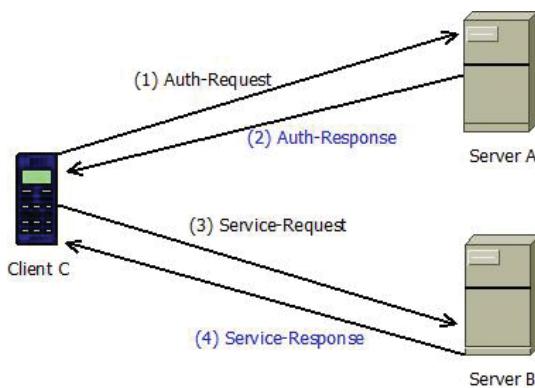 (1) Auth-Request
(2) Auth-Response
Server A
(3) Service-Request
Client C
(4) Service-Response
Server B